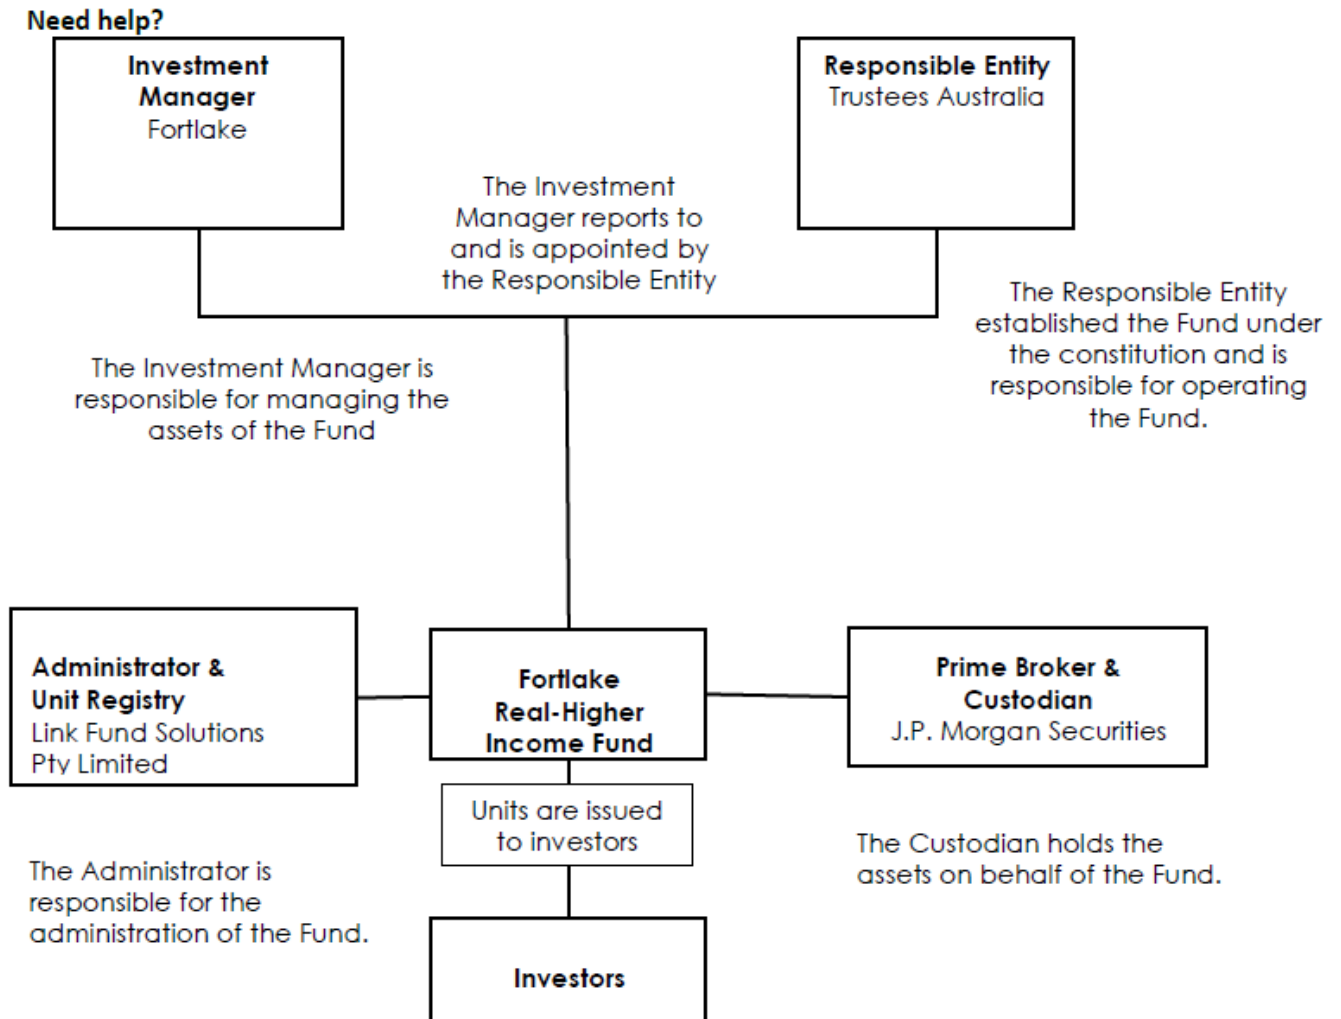 Need help?
Investment
Manager
Fortlake
Responsible Entity
Trustees Australia
The Investment
Manager reports to
and is appointed by
the Responsible Entity
The Responsible Entity
established the Fund under
the constitution and is
responsible for operating
the Fund.
The Investment Manager is
responsible for managing the
assets of the Fund
Administrator &
Unit Registry
Link Fund Solutions
Pty Limited
Fortlake
Real-Higher
Income Fund
Prime Broker &
Custodian
J.P. Morgan Securities
Units are issued
to investors
The Administrator is
responsible for the
administration of the Fund.
The Custodian holds the
assets on behalf of the Fund.
Investors